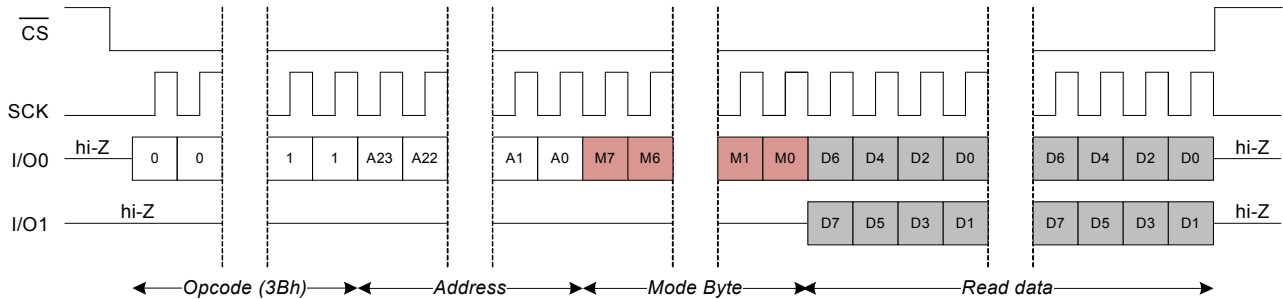 CS
SCK
I/O0 hi-Z 0 0 1 1 A23 A22 A1 A0 M7 M6 M1 M0 D6 D4 D2 D0 D6 D4 D2 D0 hi-Z
I/O1 hi-Z D7 D5 D3 D1 D7 D5 D3 D1 hi-Z
Opcode (3Bh) Address Mode Byte Read data